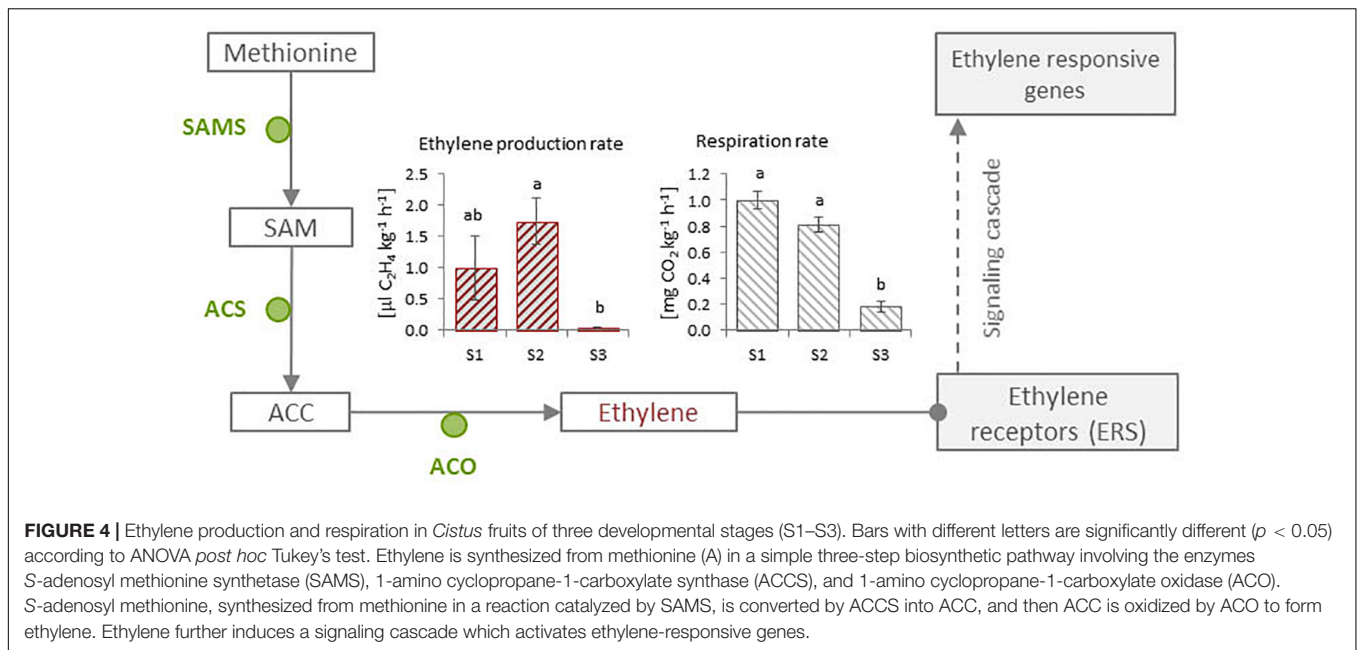 Methionine
SAMS
SAM
ACS
ACC
ACO
Ethylene
Ethylene
receptors (ERS)
Signaling cascade
Ethylene responsive
genes
Ethylene production rate
[µl C₂H₄ kg⁻¹ h⁻¹]
2.5
2.0
1.5
1.0
0.5
0.0
ab
a
b
S1 S2 S3
Respiration rate
[mg CO₂ kg⁻¹ h⁻¹]
1.2
1.0
0.8
0.6
0.4
0.2
0.0
a
a
b
S1 S2 S3
FIGURE 4 | Ethylene production and respiration in Cistus fruits of three developmental stages (S1–S3). Bars with different letters are significantly different (p < 0.05)
according to ANOVA post hoc Tukey's test. Ethylene is synthesized from methionine (A) in a simple three-step biosynthetic pathway involving the enzymes
S-adenosyl methionine synthetase (SAMS), 1-amino cyclopropane-1-carboxylate synthase (ACCS), and 1-amino cyclopropane-1-carboxylate oxidase (ACO).
S-adenosyl methionine, synthesized from methionine in a reaction catalyzed by SAMS, is converted by ACCS into ACC, and then ACC is oxidized by ACO to form
ethylene. Ethylene further induces a signaling cascade which activates ethylene-responsive genes.